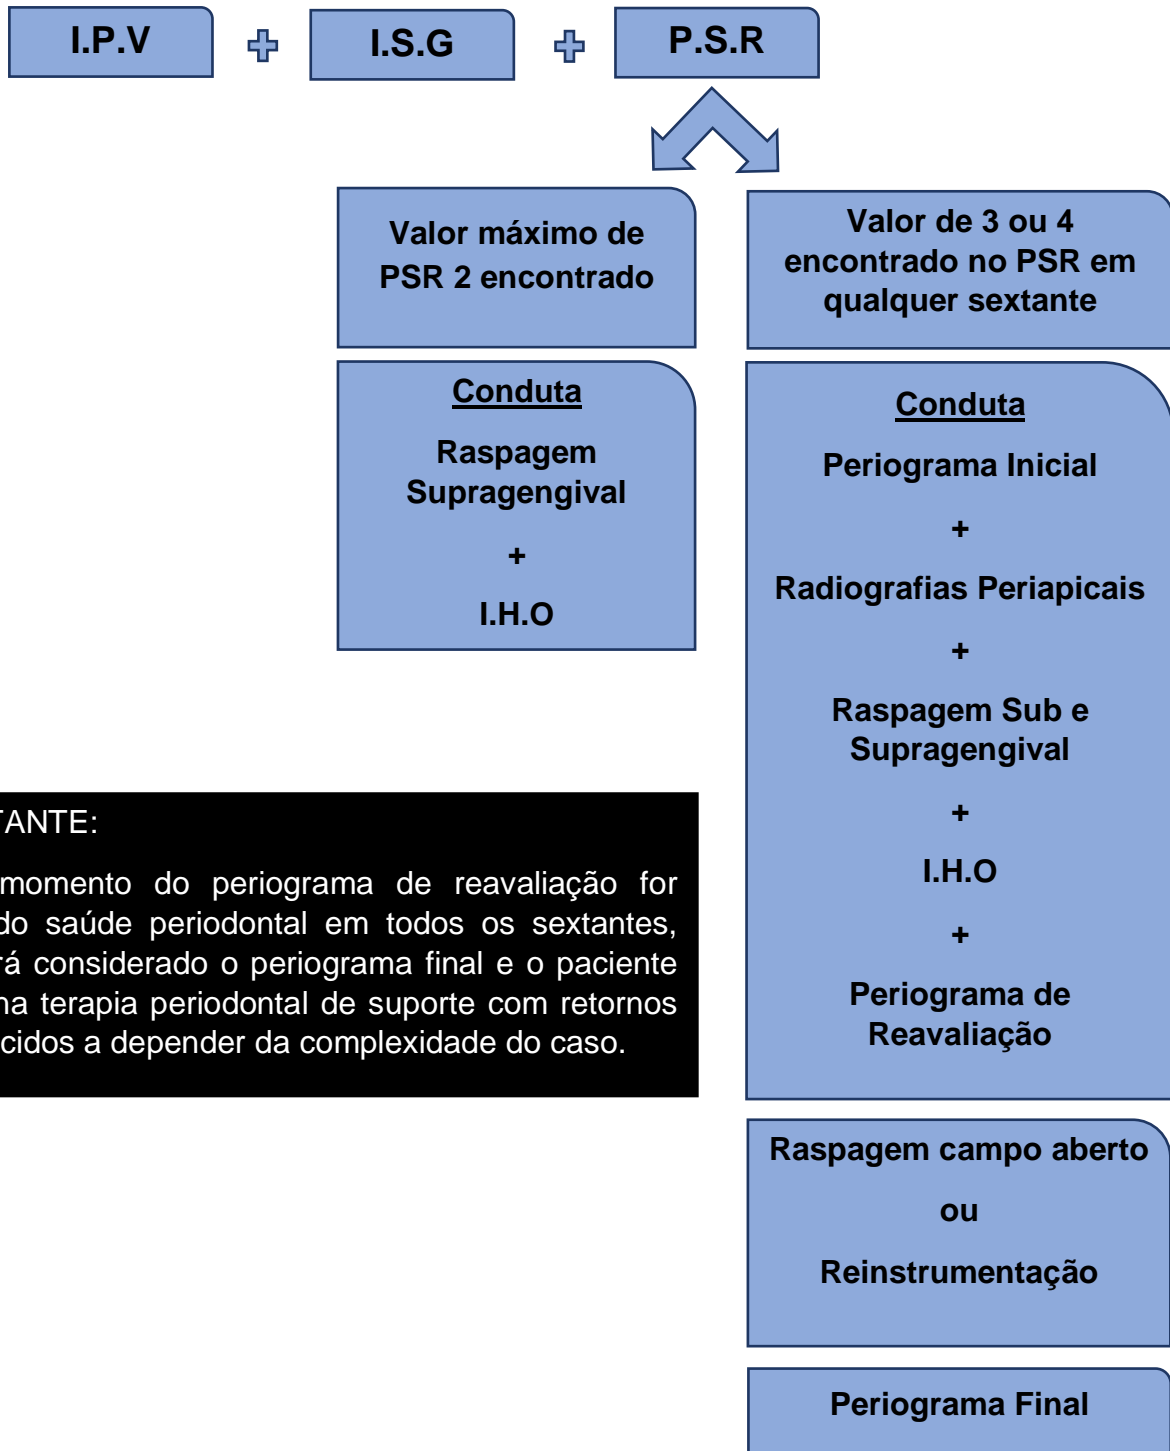 I.P.V
I.S.G
P.S.R
Valor máximo de
PSR 2 encontrado
Valor de 3 ou 4
encontrado no PSR em
qualquer sextante
Conduta
Raspagem
Supragengival
+
I.H.O
Conduta
Periograma Inicial
+
Radiografias Periapicais
+
Raspagem Sub e
Supragengival
+
I.H.O
+
Periograma de
Reavaliação
TANTE:
momento do periograma de reavaliação for
do saúde periodontal em todos os sextantes,
rá considerado o periograma final e o paciente
na terapia periodontal de suporte com retornos
cidos a depender da complexidade do caso.
Raspagem campo aberto
ou
Reinstrumentação
Periograma Final